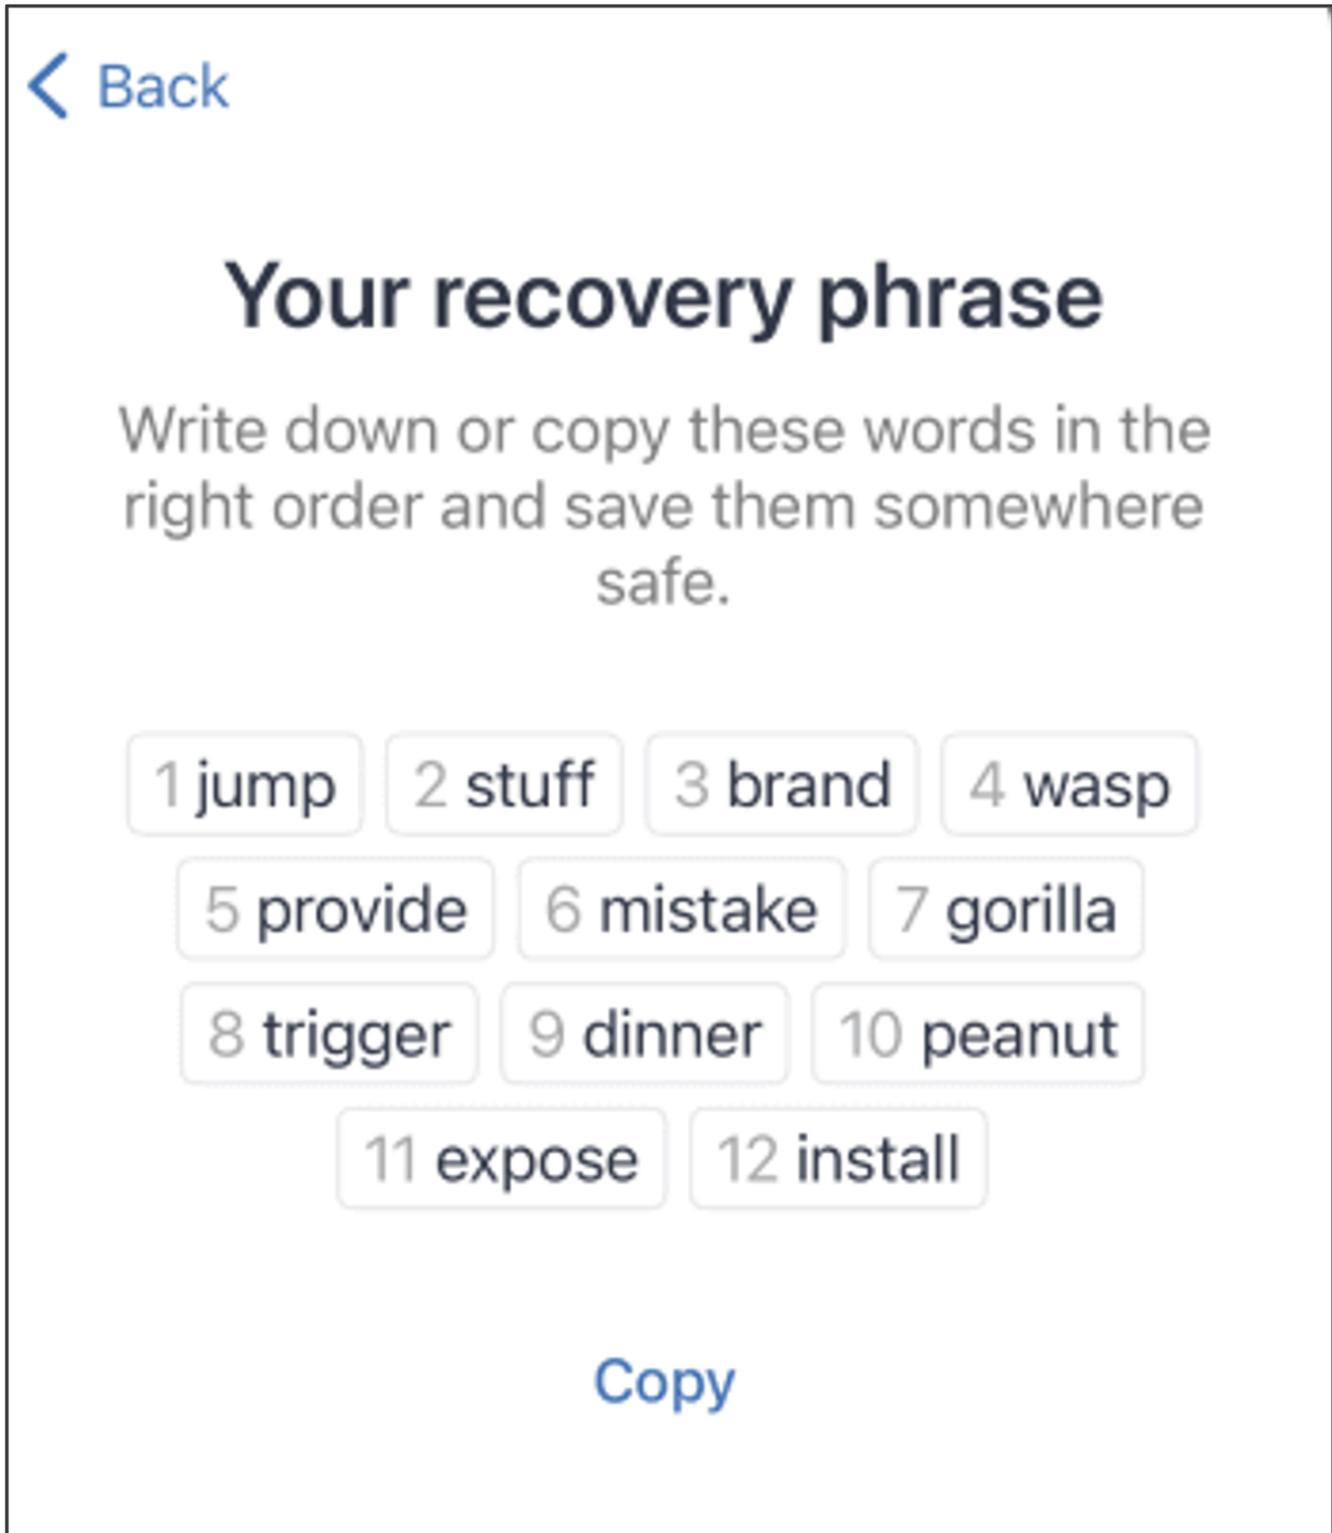 Back
Your recovery phrase
Write down or copy these words in the
right order and save them somewhere
safe.
1 jump 2 stuff 3 brand 4 wasp
5 provide 6 mistake 7 gorilla
8 trigger 9 dinner 10 peanut
11 expose 12 install
Copy